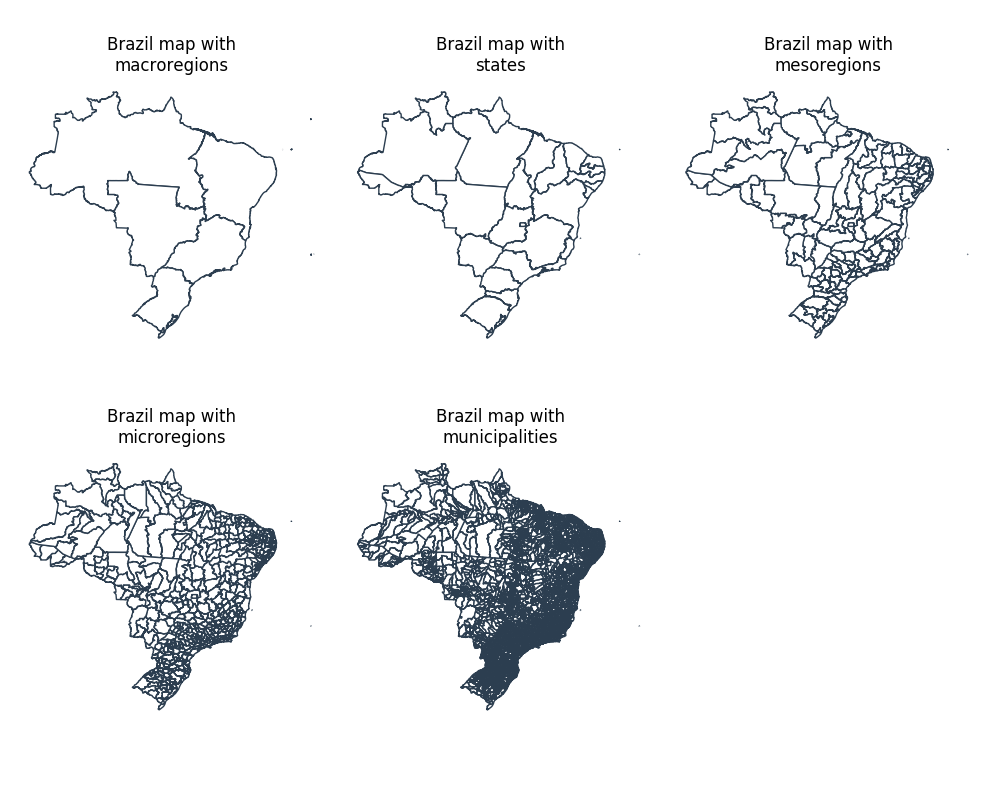 Brazil map with
macroregions
Brazil map with
states
Brazil map with
mesoregions
Brazil map with
microregions
Brazil map with
municipalities